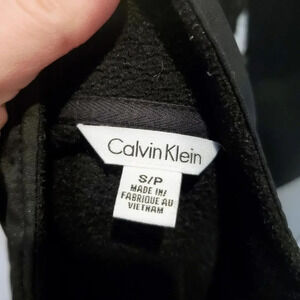 Calvin Klein
S/P
MADE IN/
FABRIQUE AU
VIETNAM